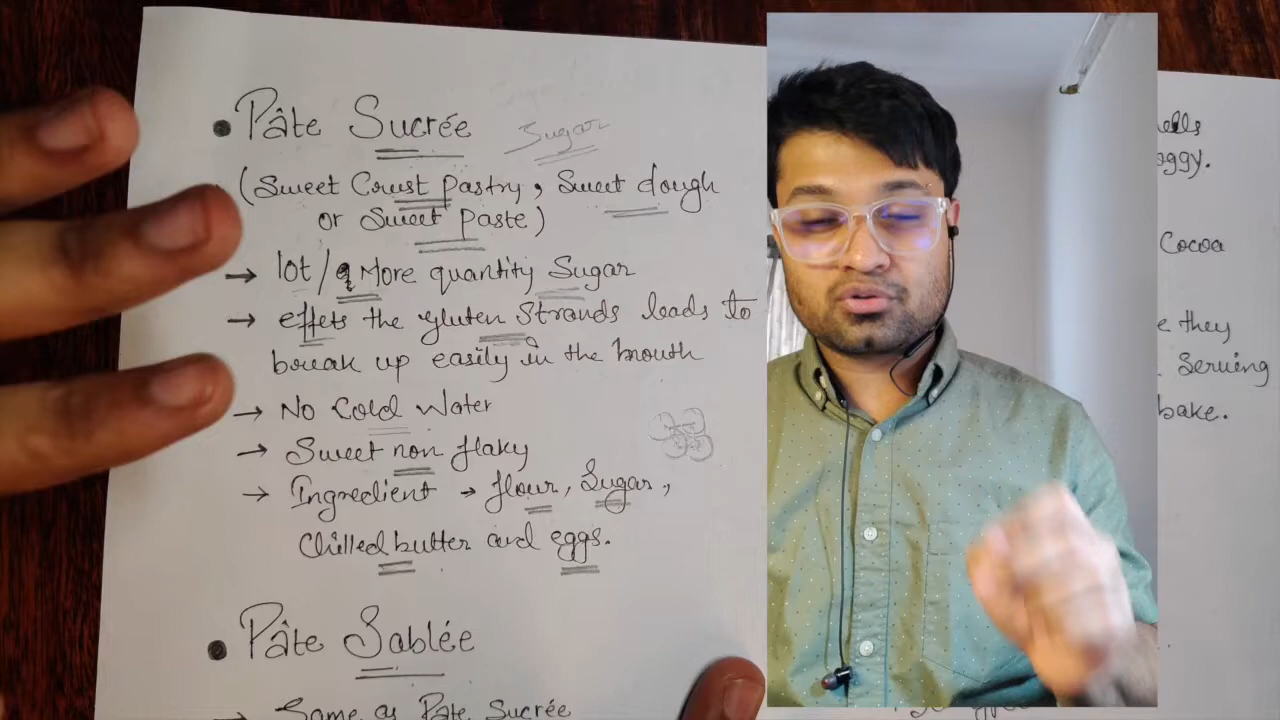 • Pâte Sucrée Sugar
(Sweet Crust pastry, Sweet dough
or Sweet paste)
→ lot / More quantity Sugar
→ effets the gluten Strands leads to
break up easily in the mouth
→ No Cold Water
→ Sweet non flaky
→ Ingredient → flour, Sugar,
Chilled butter and eggs.
• Pâte Sablée
→ Same as Pâte Sucrée
Cocoa
they
Serving
bake.